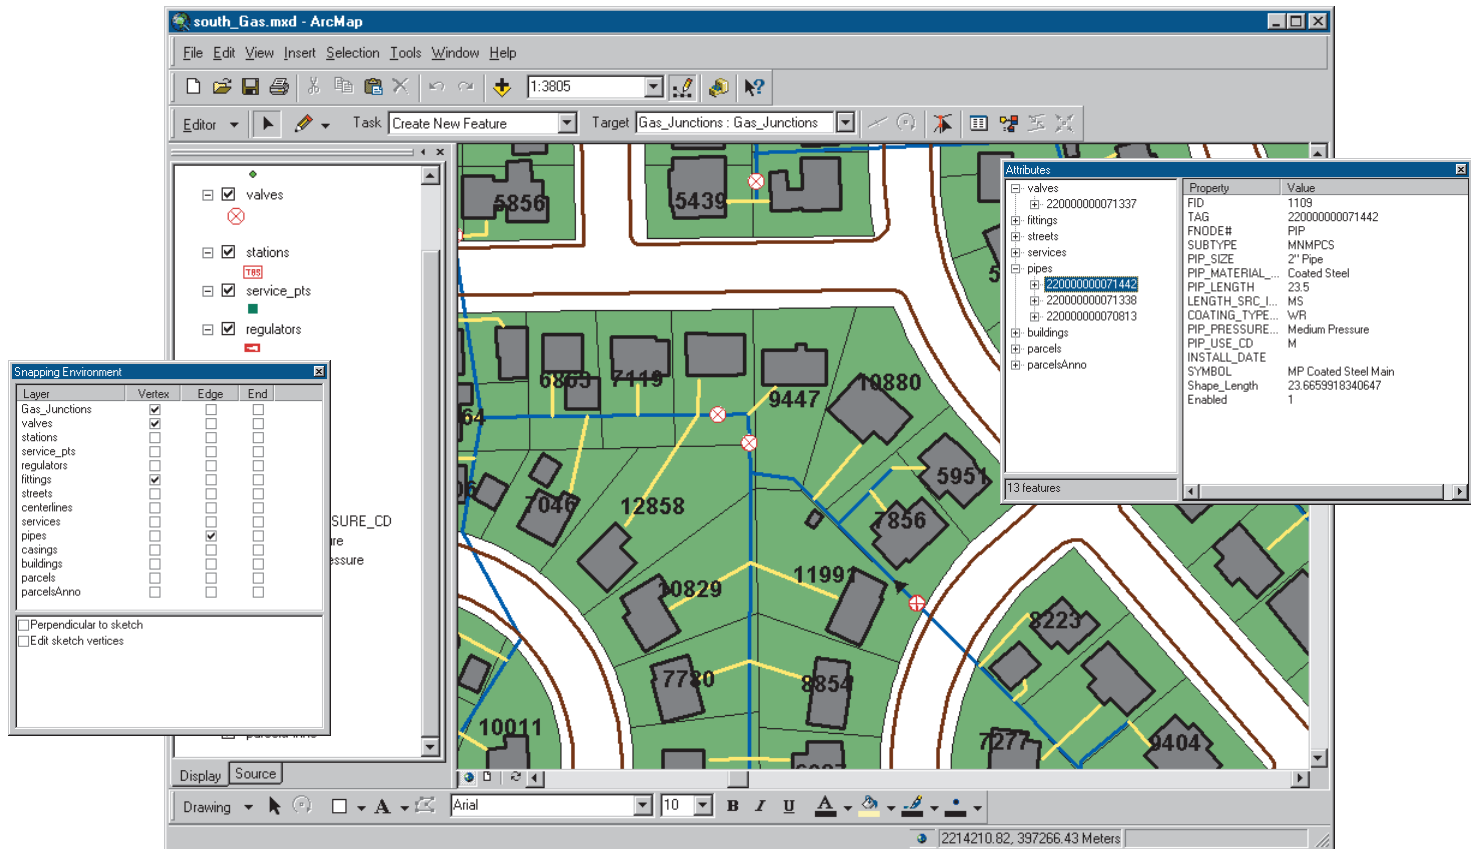 south_Gas.mxd - ArcMap
File Edit View Insert Selection Tools Window Help
1:3805
Editor Task Create New Feature Target Gas_Junctions : Gas_Junctions
valves
stations
TBS
service_pts
regulators
SURE_CD
re
essure
Display Source
Snapping Environment
Layer Vertex Edge End
Gas_Junctions
valves
stations
service_pts
regulators
fittings
streets
centerlines
services
pipes
casings
buildings
parcels
parcelsAnno
Perpendicular to sketch
Edit sketch vertices
5856
5439
6863
7119
9447
10880
64
5951
7046
12858
7856
10829
11991
8223
7780
8854
10011
7277
9404
Attributes
valves
220000000071337
fittings
streets
services
pipes
220000000071442
220000000071338
220000000070813
buildings
parcels
parcelsAnno
13 features
Property Value
FID 1109
TAG 220000000071442
FNODE# PIP
SUBTYPE MNMPCS
PIP_SIZE 2" Pipe
PIP_MATERIAL_... Coated Steel
PIP_LENGTH 23.5
LENGTH_SRC_I... MS
COATING_TYPE... WR
PIP_PRESSURE... Medium Pressure
PIP_USE_CD M
INSTALL_DATE
SYMBOL MP Coated Steel Main
Shape_Length 23.6659918340647
Enabled 1
Drawing A Arial 10 B I U A
2214210.82, 397266.43 Meters